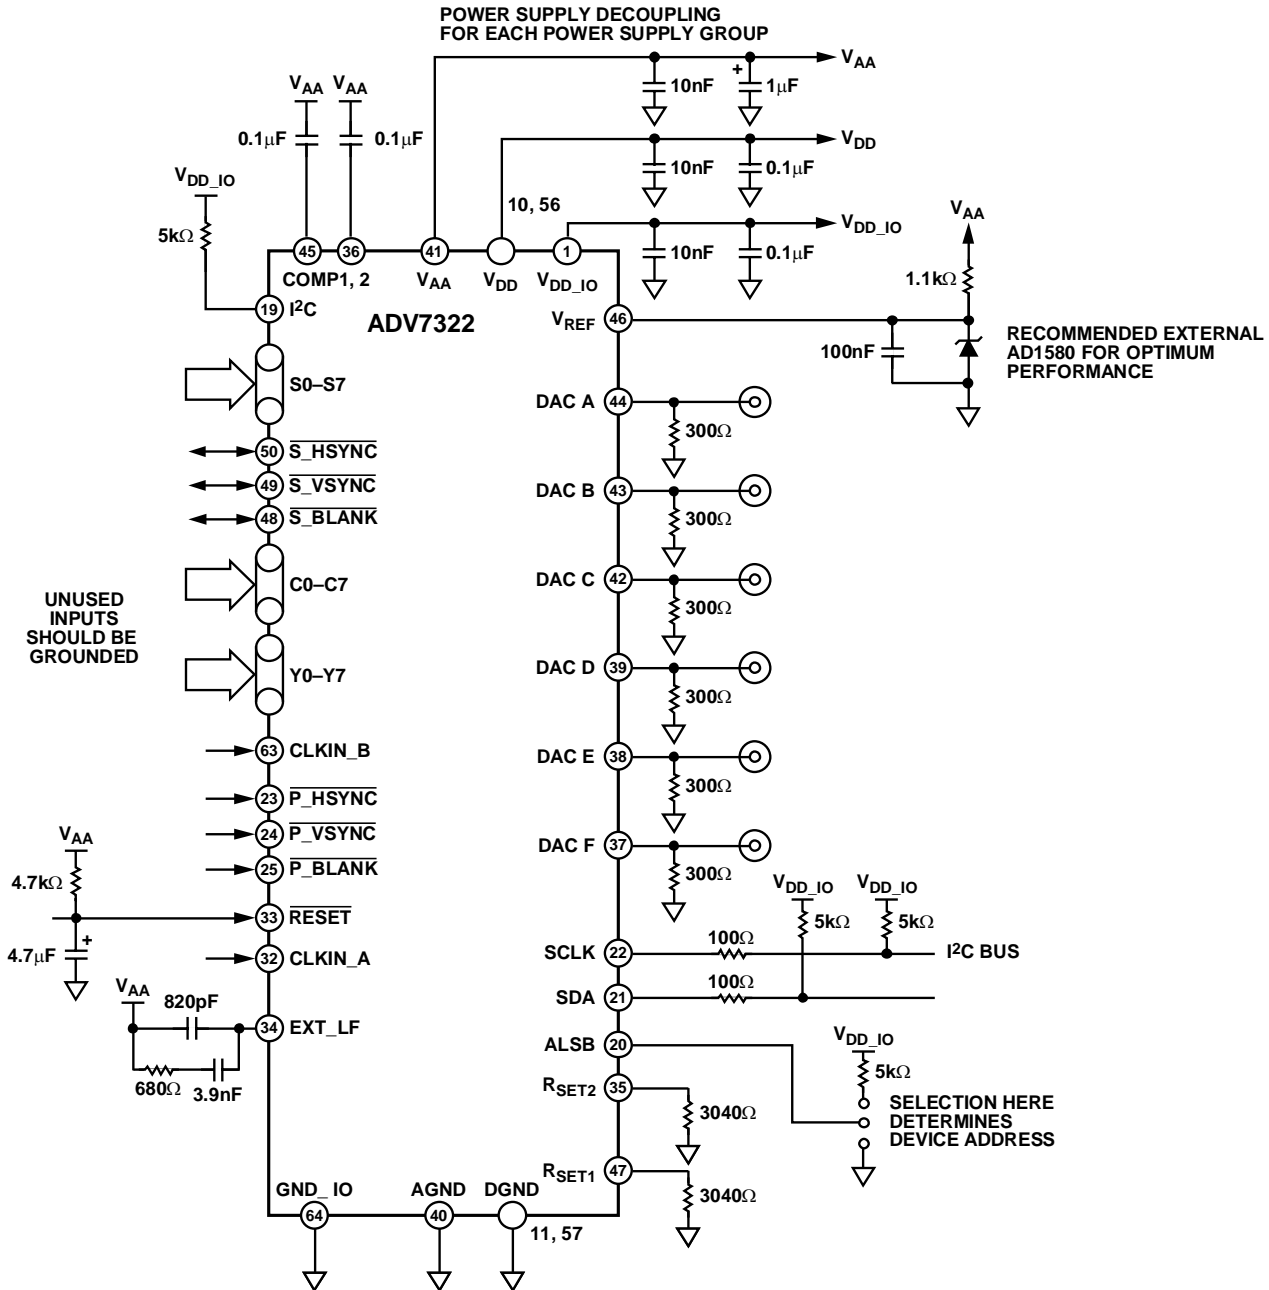 POWER SUPPLY DECOUPLING
FOR EACH POWER SUPPLY GROUP
VAA
10nF
+
1μF
VAA
VAA
0.1μF
0.1μF
VDD
10nF
0.1μF
VDD_IO
5kΩ
10, 56
VDD_IO
10nF
0.1μF
VAA
1.1kΩ
45
36
41
1
COMP1, 2
VAA
VDD
VDD_IO
19
I²C
ADV7322
VREF
46
100nF
RECOMMENDED EXTERNAL
AD1580 FOR OPTIMUM
PERFORMANCE
S0–S7
DAC A
44
300Ω
50
S_HSYNC
49
S_VSYNC
48
S_BLANK
DAC B
43
300Ω
C0–C7
DAC C
42
300Ω
UNUSED
INPUTS
SHOULD BE
GROUNDED
Y0–Y7
DAC D
39
300Ω
63
CLKIN_B
DAC E
38
300Ω
23
P_HSYNC
24
P_VSYNC
25
P_BLANK
DAC F
37
300Ω
VAA
4.7kΩ
33
RESET
+
4.7μF
32
CLKIN_A
VDD_IO
VDD_IO
5kΩ
5kΩ
SCLK
22
100Ω
I²C BUS
SDA
21
100Ω
VAA
820pF
34
EXT_LF
680Ω
3.9nF
ALSB
20
VDD_IO
5kΩ
SELECTION HERE
DETERMINES
DEVICE ADDRESS
RSET2
35
3040Ω
RSET1
47
3040Ω
GND_ IO
AGND
DGND
64
40
11, 57